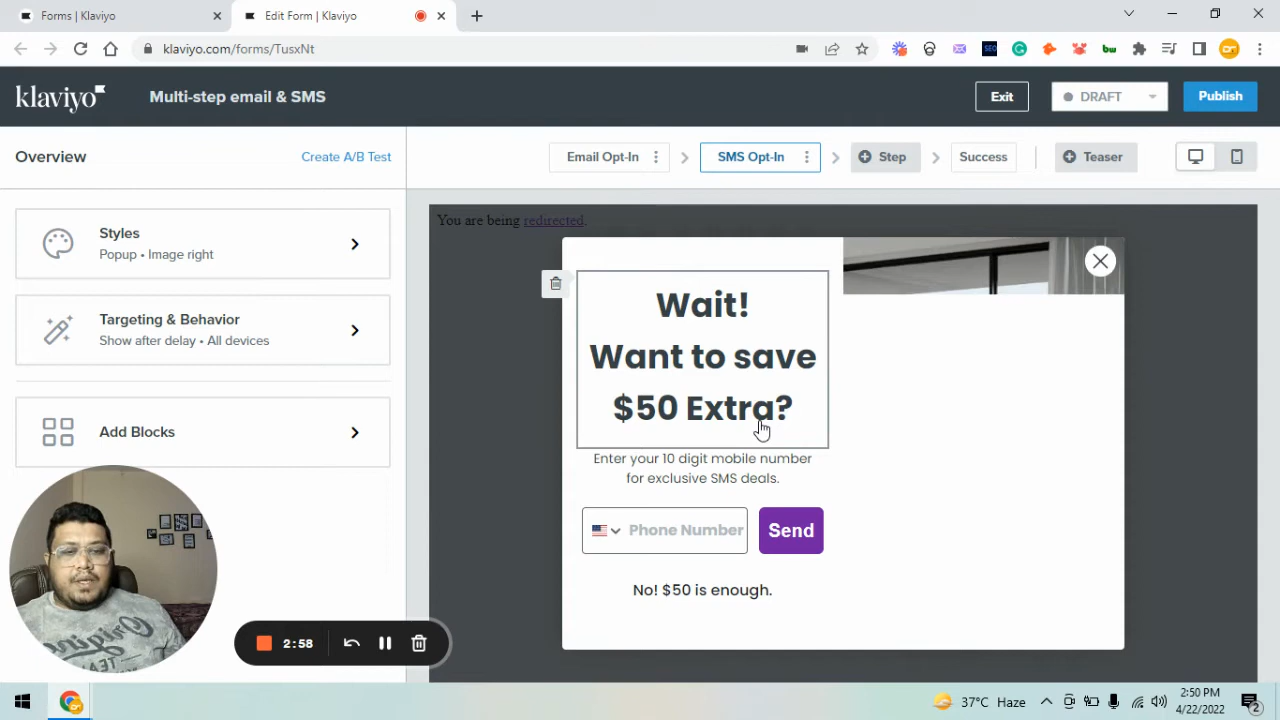 Forms | Klaviyo
Edit Form | Klaviyo
klaviyo.com/forms/TusxNt
klaviyo
Multi-step email & SMS
Exit
DRAFT
Publish
Overview
Create A/B Test
Email Opt-In
SMS Opt-In
Step
Success
Teaser
Styles
Popup • Image right
Targeting & Behavior
Show after delay • All devices
Add Blocks
You are being redirected.
Wait!
Want to save
$50 Extra?
Enter your 10 digit mobile number
for exclusive SMS deals.
Phone Number
Send
No! $50 is enough.
2:58
37°C Haze
2:50 PM
4/22/2022
2